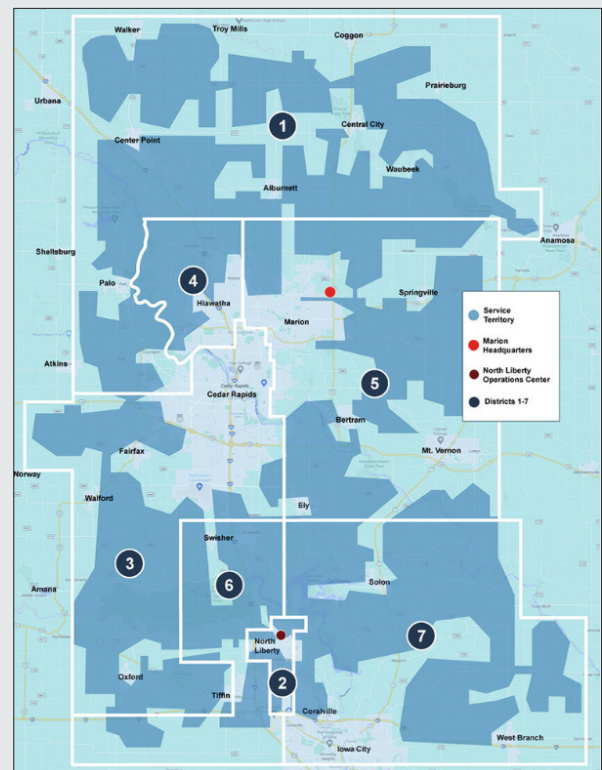 Walker
Troy Mills
Coggon
Prairieburg
Urbana
1
Central City
Center Point
Waubeek
Alburnett
Anamosa
Shellsburg
4
Palo
Hiawatha
Springville
Marion
Service
Territory
Marion
Headquarters
North Liberty
Operations Center
Districts 1-7
Atkins
5
Cedar Rapids
Cedar Rapids
Bertram
Fairfax
Mt. Vernon
Norway
Walford
Ely
Swisher
3
6
Solon
Amana
7
North
Liberty
Oxford
2
Tiffin
Coralville
West Branch
Iowa City